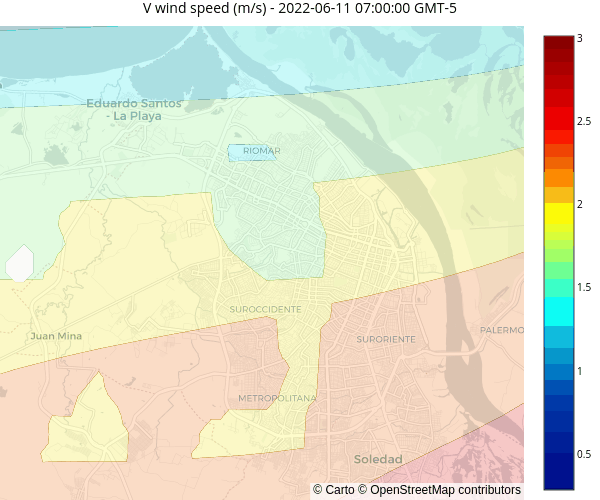 V wind speed (m/s) - 2022-06-11 07:00:00 GMT-5
3
2.5
2
1.5
1
0.5
Eduardo Santos
- La Playa
RIOMAR
SUROCCIDENTE
Juan Mina
SURORIENTE
PALERMO
METROPOLITANA
Soledad
© Carto © OpenStreetMap contributors